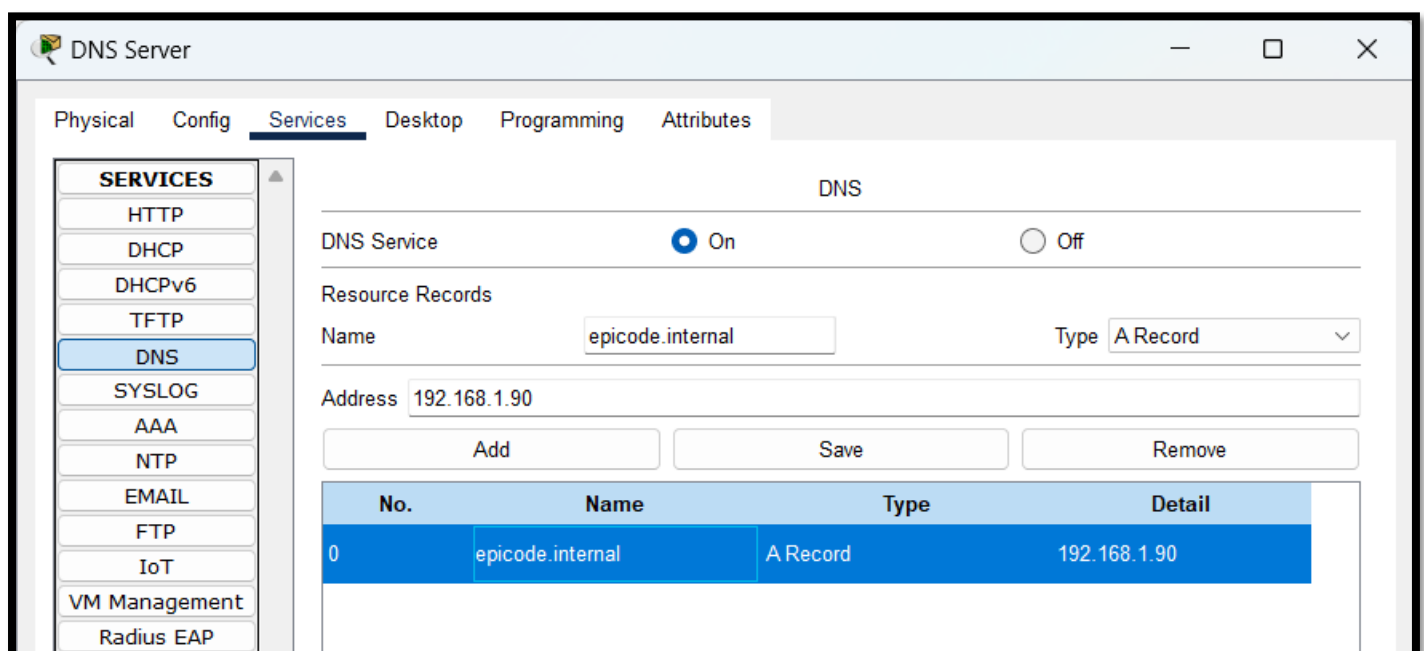 DNS Server
Physical Config Services Desktop Programming Attributes
SERVICES
HTTP
DHCP
DHCPv6
TFTP
DNS
SYSLOG
AAA
NTP
EMAIL
FTP
IoT
VM Management
Radius EAP
DNS
DNS Service On Off
Resource Records
Name epicode.internal Type A Record
Address 192.168.1.90
Add Save Remove
No. Name Type Detail
0 epicode.internal A Record 192.168.1.90